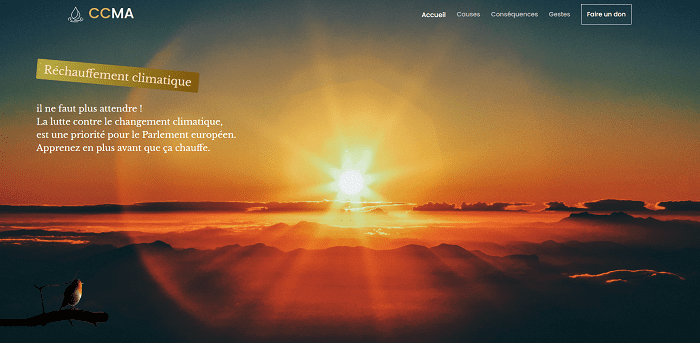 CCMA
Accueil Causes Conséquences Gestes Faire un don
Réchauffement climatique
il ne faut plus attendre !
La lutte contre le changement climatique,
est une priorité pour le Parlement européen.
Apprenez en plus avant que ça chauffe.